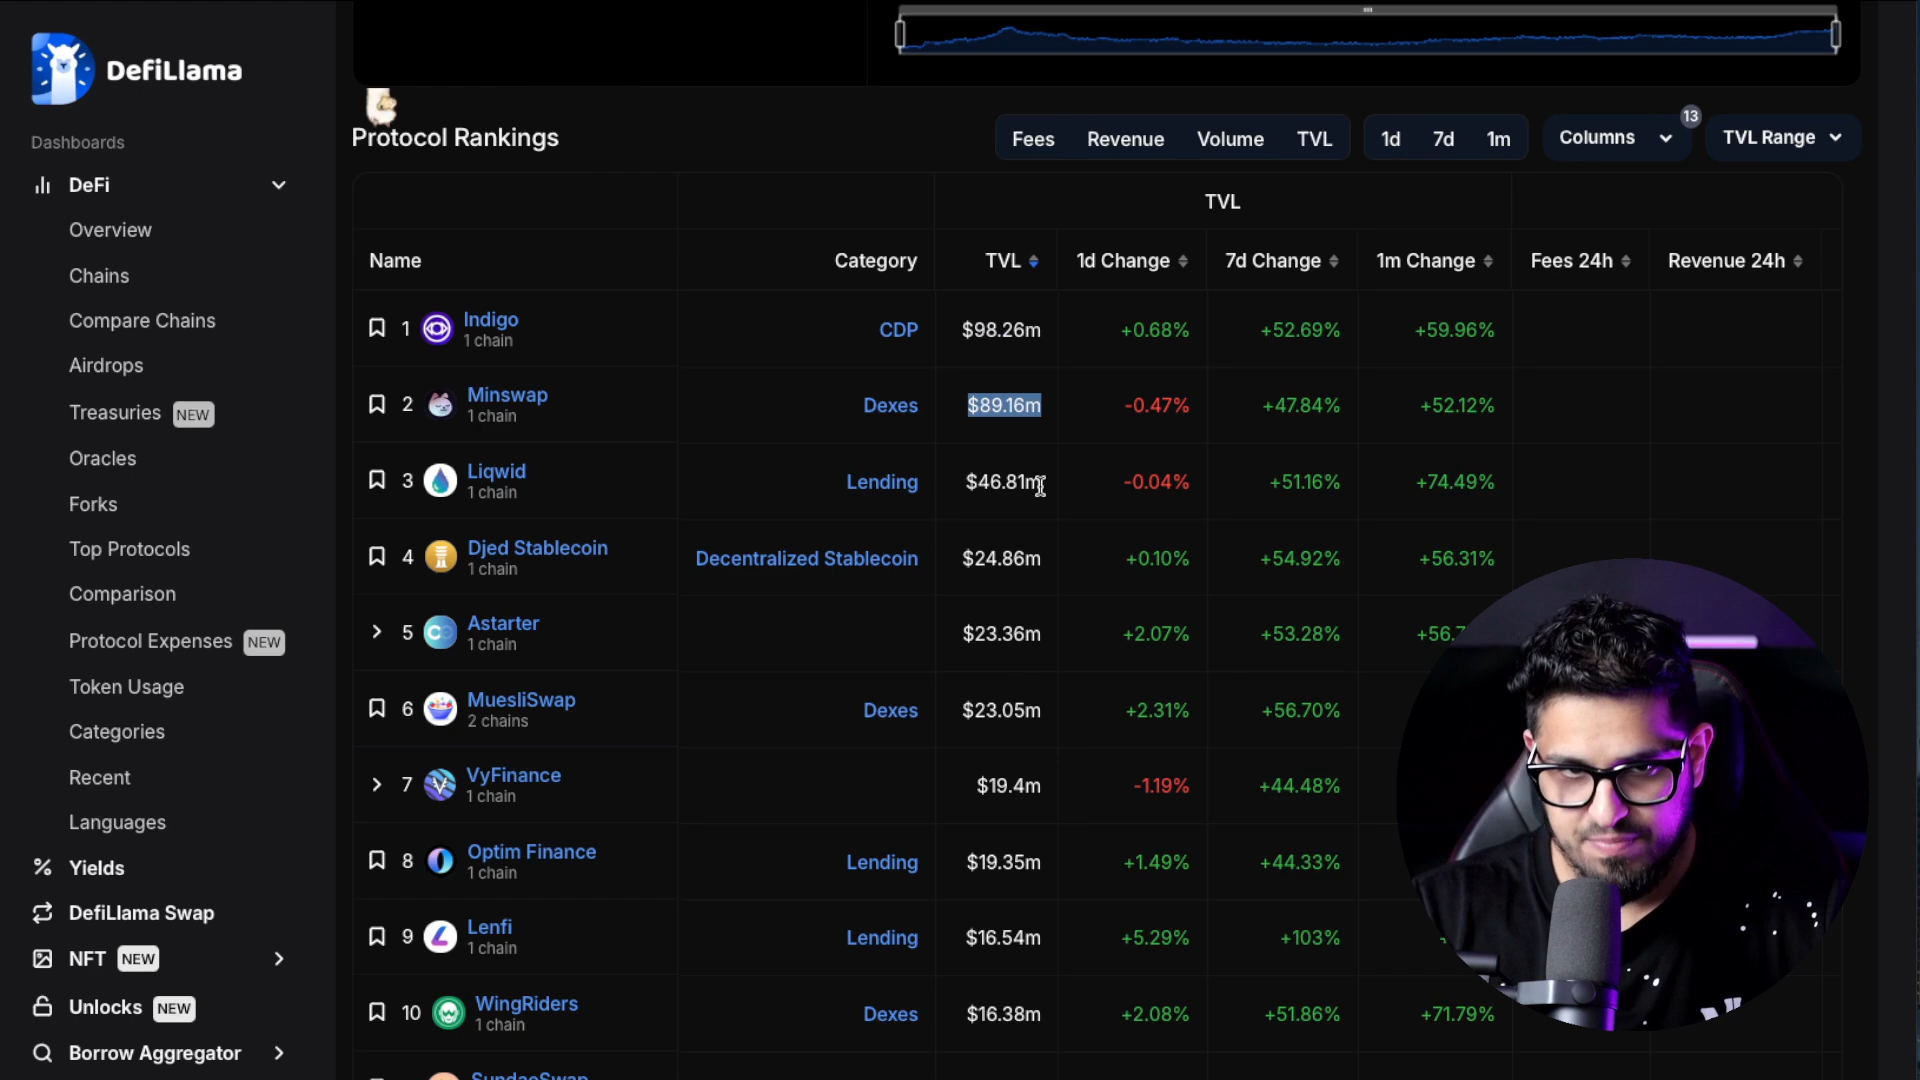 DefiLlama
Dashboards
DeFi
Overview
Chains
Compare Chains
Airdrops
Treasuries NEW
Oracles
Forks
Top Protocols
Comparison
Protocol Expenses NEW
Token Usage
Categories
Recent
Languages
Yields
DefiLlama Swap
NFT NEW
Unlocks NEW
Borrow Aggregator
Protocol Rankings
Fees Revenue Volume TVL 1d 7d 1m Columns 13 TVL Range
TVL
Name Category TVL 1d Change 7d Change 1m Change Fees 24h Revenue 24h
1 Indigo 1 chain CDP $98.26m +0.68% +52.69% +59.96%
2 Minswap 1 chain Dexes $89.16m -0.47% +47.84% +52.12%
3 Liqwid 1 chain Lending $46.81m -0.04% +51.16% +74.49%
4 Djed Stablecoin 1 chain Decentralized Stablecoin $24.86m +0.10% +54.92% +56.31%
5 Astarter 1 chain $23.36m +2.07% +53.28% +56.7
6 MuesliSwap 2 chains Dexes $23.05m +2.31% +56.70%
7 VyFinance 1 chain $19.4m -1.19% +44.48%
8 Optim Finance 1 chain Lending $19.35m +1.49% +44.33%
9 Lenfi 1 chain Lending $16.54m +5.29% +103%
10 WingRiders 1 chain Dexes $16.38m +2.08% +51.86% +71.79%